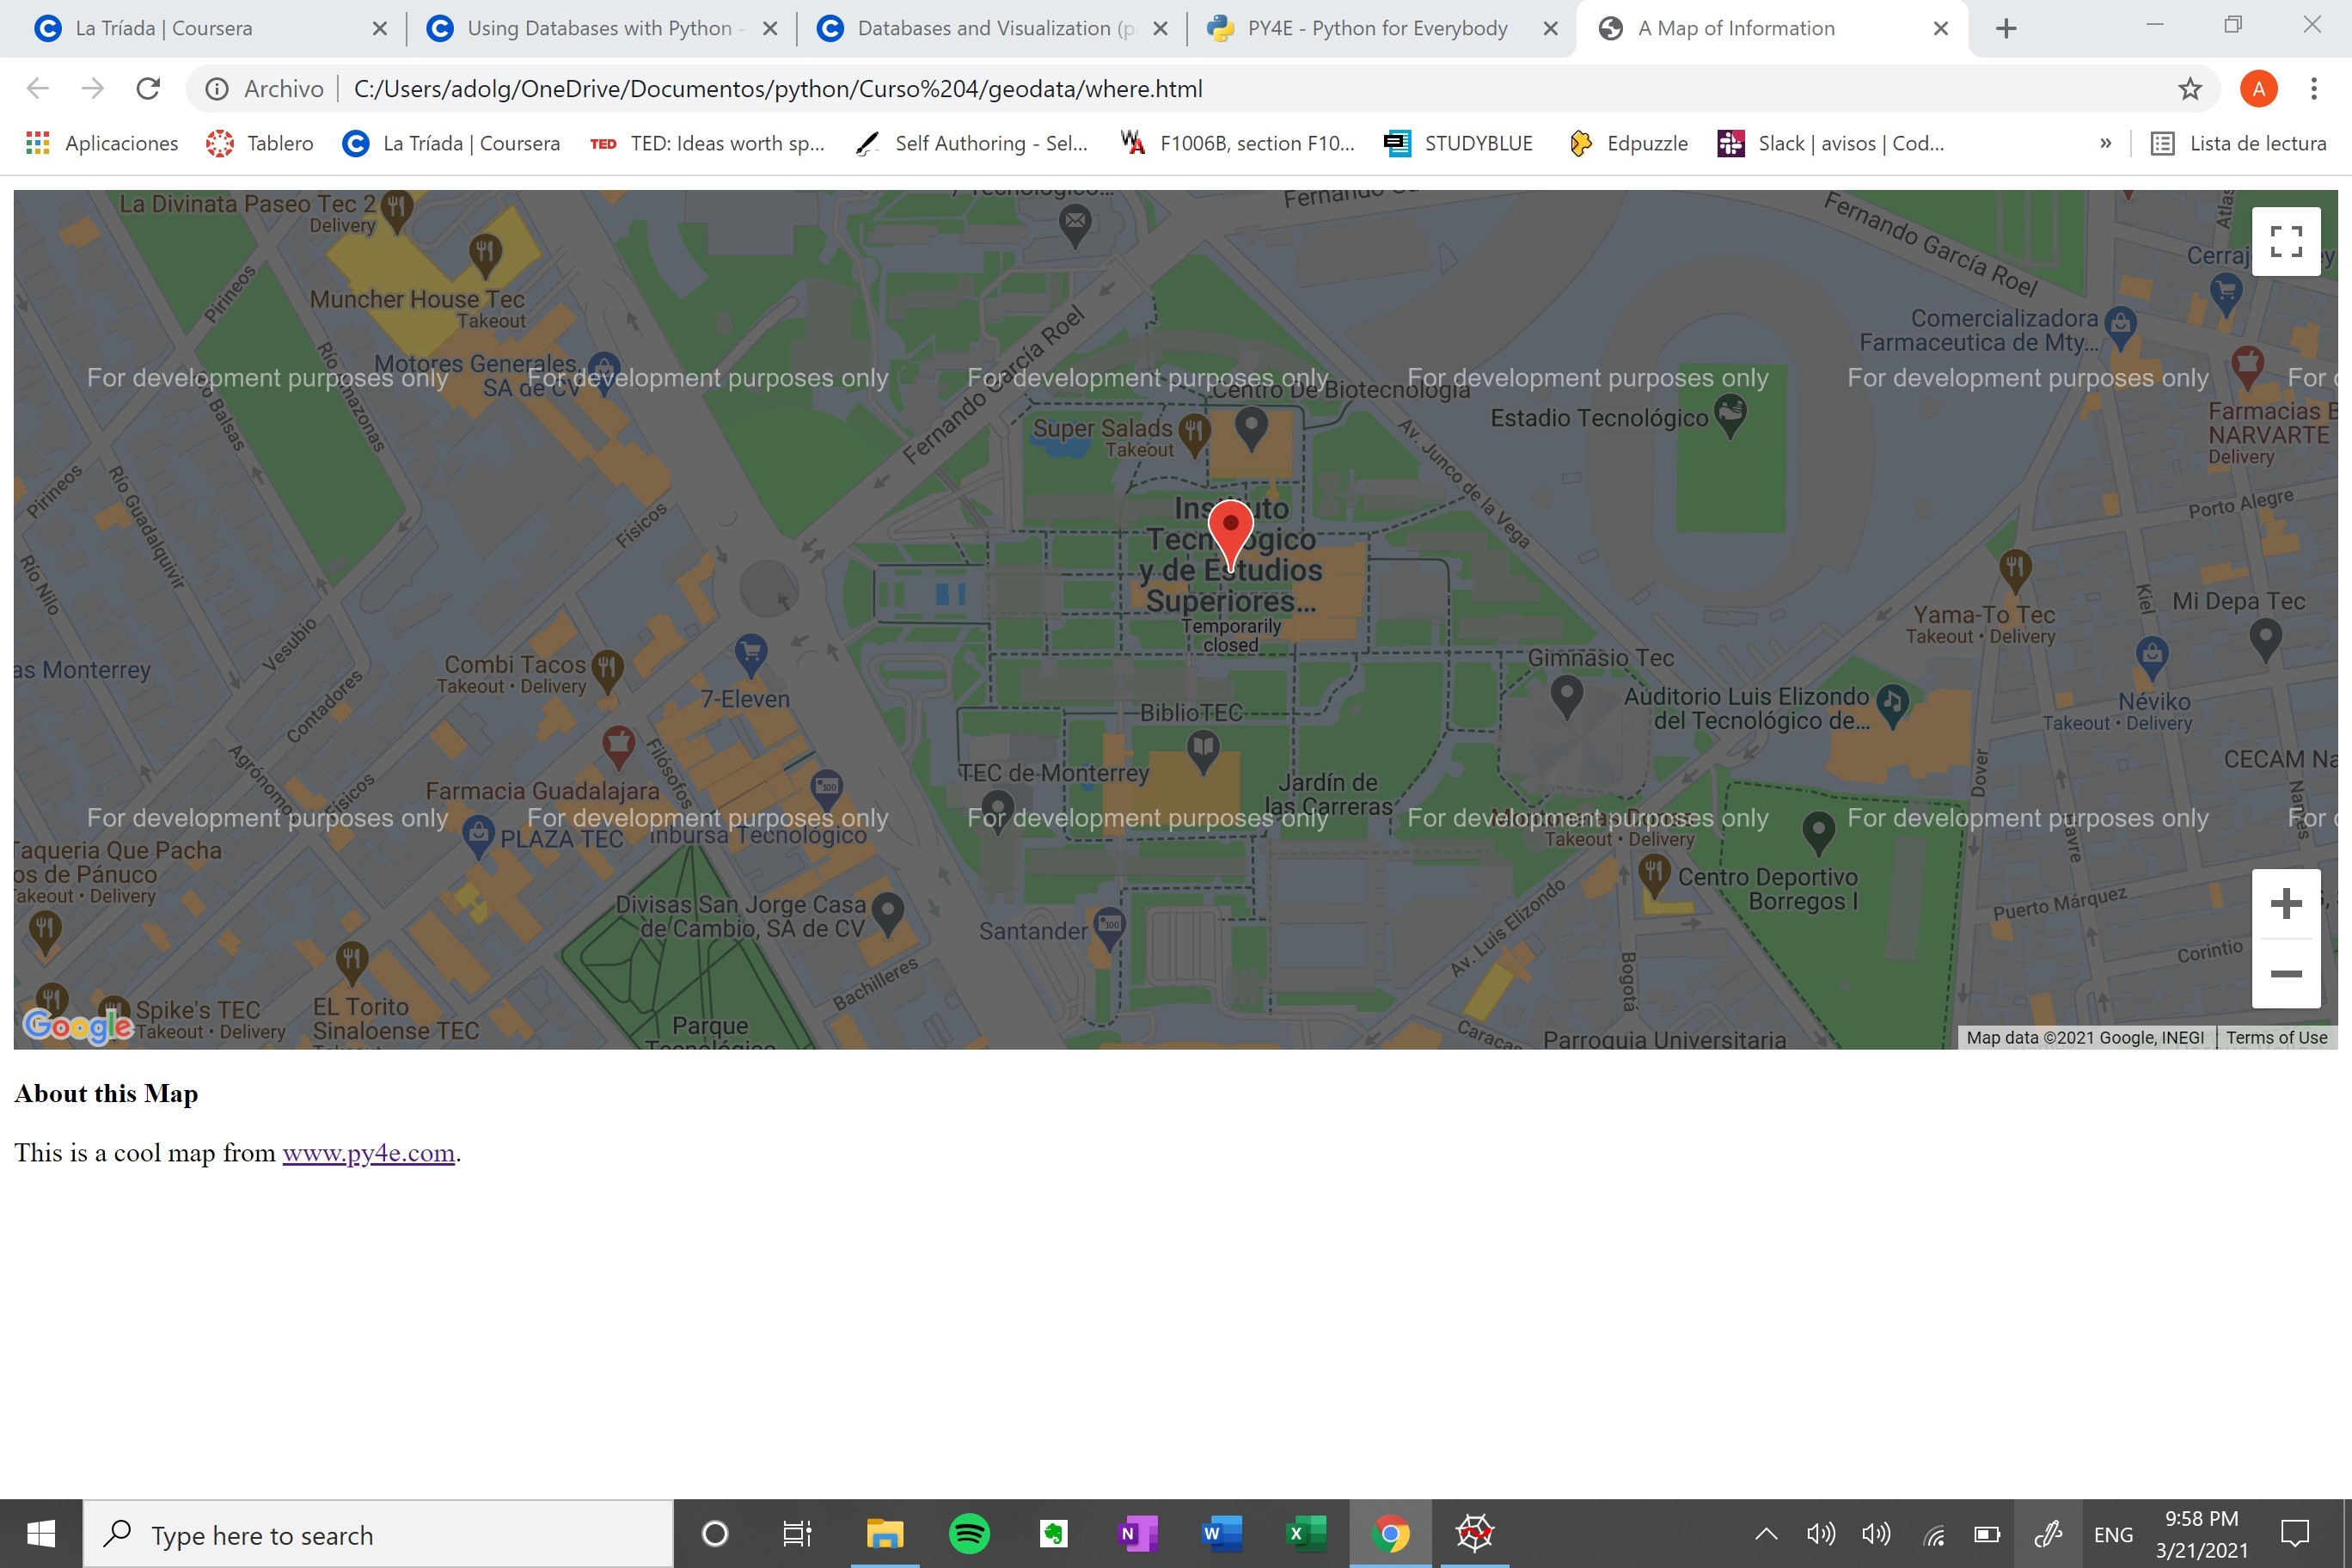 La Tríada | Coursera
Using Databases with Python -
Databases and Visualization (p
PY4E - Python for Everybody
A Map of Information
Archivo
C:/Users/adolg/OneDrive/Documentos/python/Curso%204/geodata/where.html
A
Aplicaciones
Tablero
La Tríada | Coursera
TED
TED: Ideas worth sp...
Self Authoring - Sel...
F1006B, section F10...
STUDYBLUE
Edpuzzle
Slack | avisos | Cod...
»
Lista de lectura
La Divinata Paseo Tec 2
Delivery
Muncher House Tec
Takeout
Motores Generales
SA de CV
Pirineos
Río Amazonas
Río Balsas
Pirineos
Río Guadalquivir
Río Nilo
Físicos
Fernando García Roel
Fernando García Roel
Atlas
Comercializadora
Farmaceutica de Mty...
For development purposes only
For development purposes only
For development purposes only
For development purposes only
For development purposes only
Centro De Biotecnología
Super Salads
Takeout
Estadio Tecnológico
Av. Junco de la Vega
NARVARTE
Delivery
Porto Alegre
y de Estudios
Superiores...
Temporarily
closed
Vesubio
Contadores
Agrónomos
Físicos
Filósofos
as Monterrey
Combi Tacos
Takeout • Delivery
7-Eleven
Farmacia Guadalajara
BiblioTEC
TEC de Monterrey
Jardín de
las Carreras
Gimnasio Tec
Auditorio Luis Elizondo
del Tecnológico de...
Yama-To Tec
Takeout • Delivery
Kiel
Mi Depa Tec
Néviko
Takeout • Delivery
Dover
CECAM Na
For development purposes only
For development purposes only
For development purposes only
For development purposes only
For development purposes only
PLAZA TEC
Inbursa Tecnológico
Takeout • Delivery
Taqueria Que Pacha
os de Pánuco
Takeout • Delivery
Divisas San Jorge Casa
de Cambio, SA de CV
Santander
Centro Deportivo
Borregos I
Puerto Márquez
Corintio
Av. Luis Elizondo
Bogotá
Caracas
Bachilleres
Spike's TEC
Takeout • Delivery
EL Torito
Sinaloense TEC
Parque
Tecnológico
Parroquia Universitaria
Google
Map data ©2021 Google, INEGI
Terms of Use
About this Map
This is a cool map from www.py4e.com.
Type here to search
ENG
9:58 PM
3/21/2021